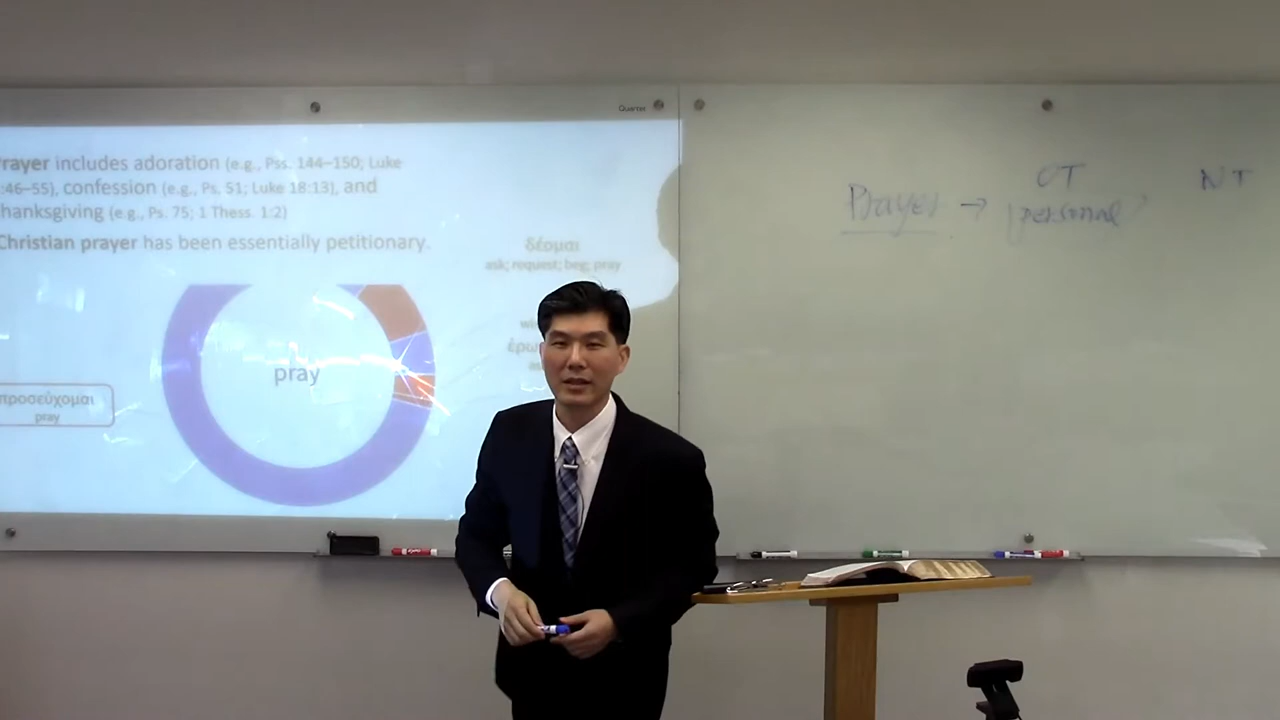 rayer includes adoration (e.g., Pss. 144–150; Luke
:46–55), confession (e.g., Ps. 51; Luke 18:13), and
hanksgiving (e.g., Ps. 75; 1 Thess. 1:2)
Christian prayer has been essentially petitionary.
δέομαι
ask; request; beg; pray
έρω
pray
προσεύχομαι
pray
Quartet
OT NT
Prayer → personal